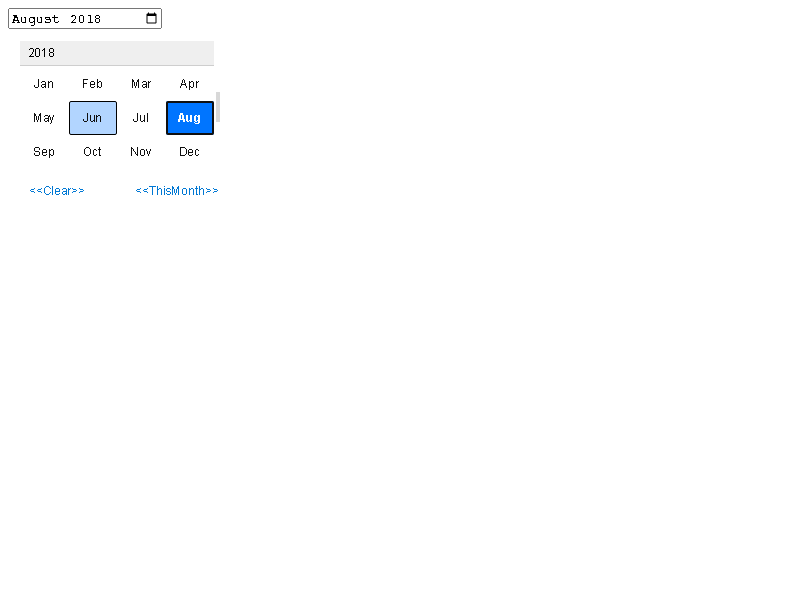 August 2018
2018
Jan Feb Mar Apr
May Jun Jul Aug
Sep Oct Nov Dec
<<Clear>> <<ThisMonth>>